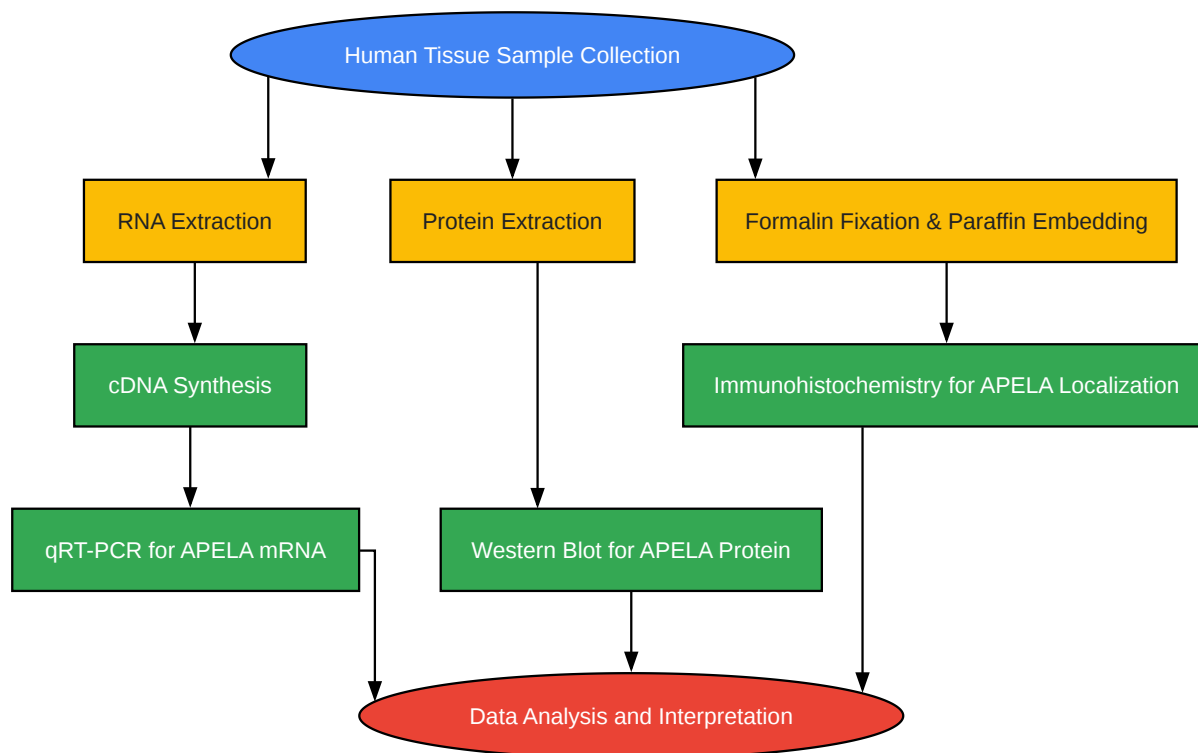 Human Tissue Sample Collection
RNA Extraction
Protein Extraction
Formalin Fixation & Paraffin Embedding
cDNA Synthesis
Immunohistochemistry for APELA Localization
qRT-PCR for APELA mRNA
Western Blot for APELA Protein
Data Analysis and Interpretation